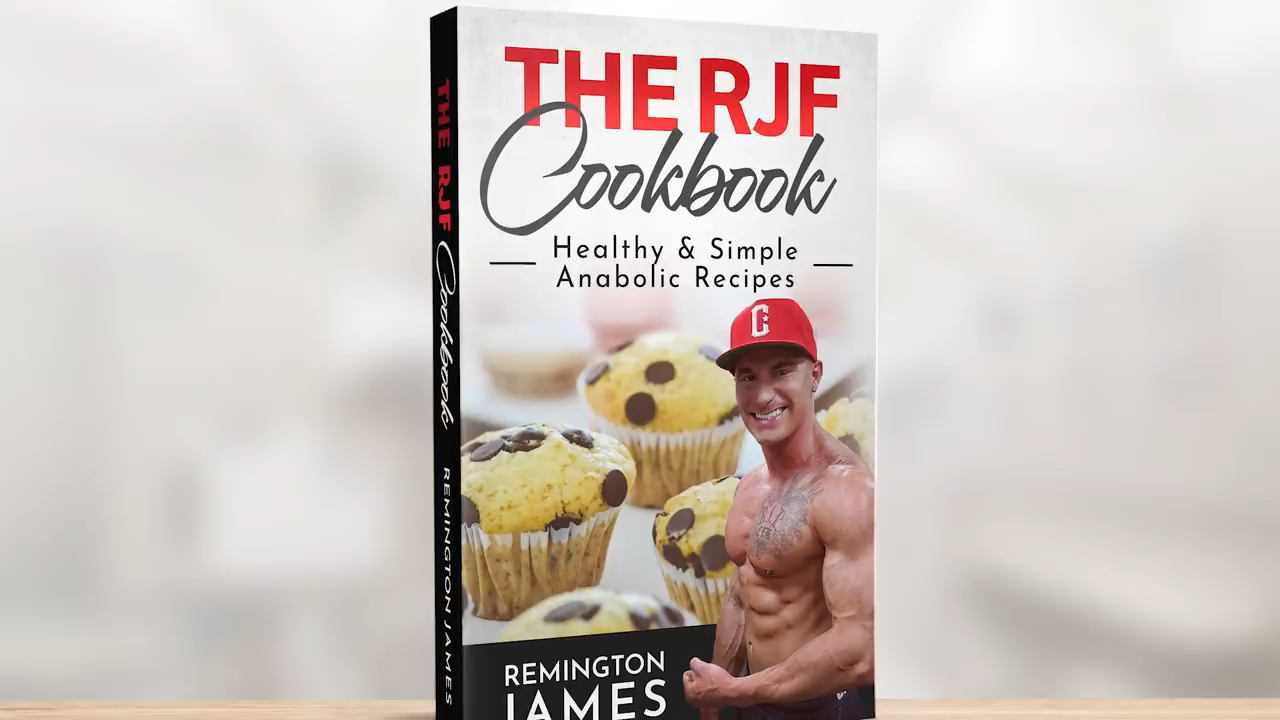 THE RJF
Cookbook
Healthy & Simple
Anabolic Recipes
REMINGTON
JAMES
THE RJF Cookbook REMINGTON JAMES
C